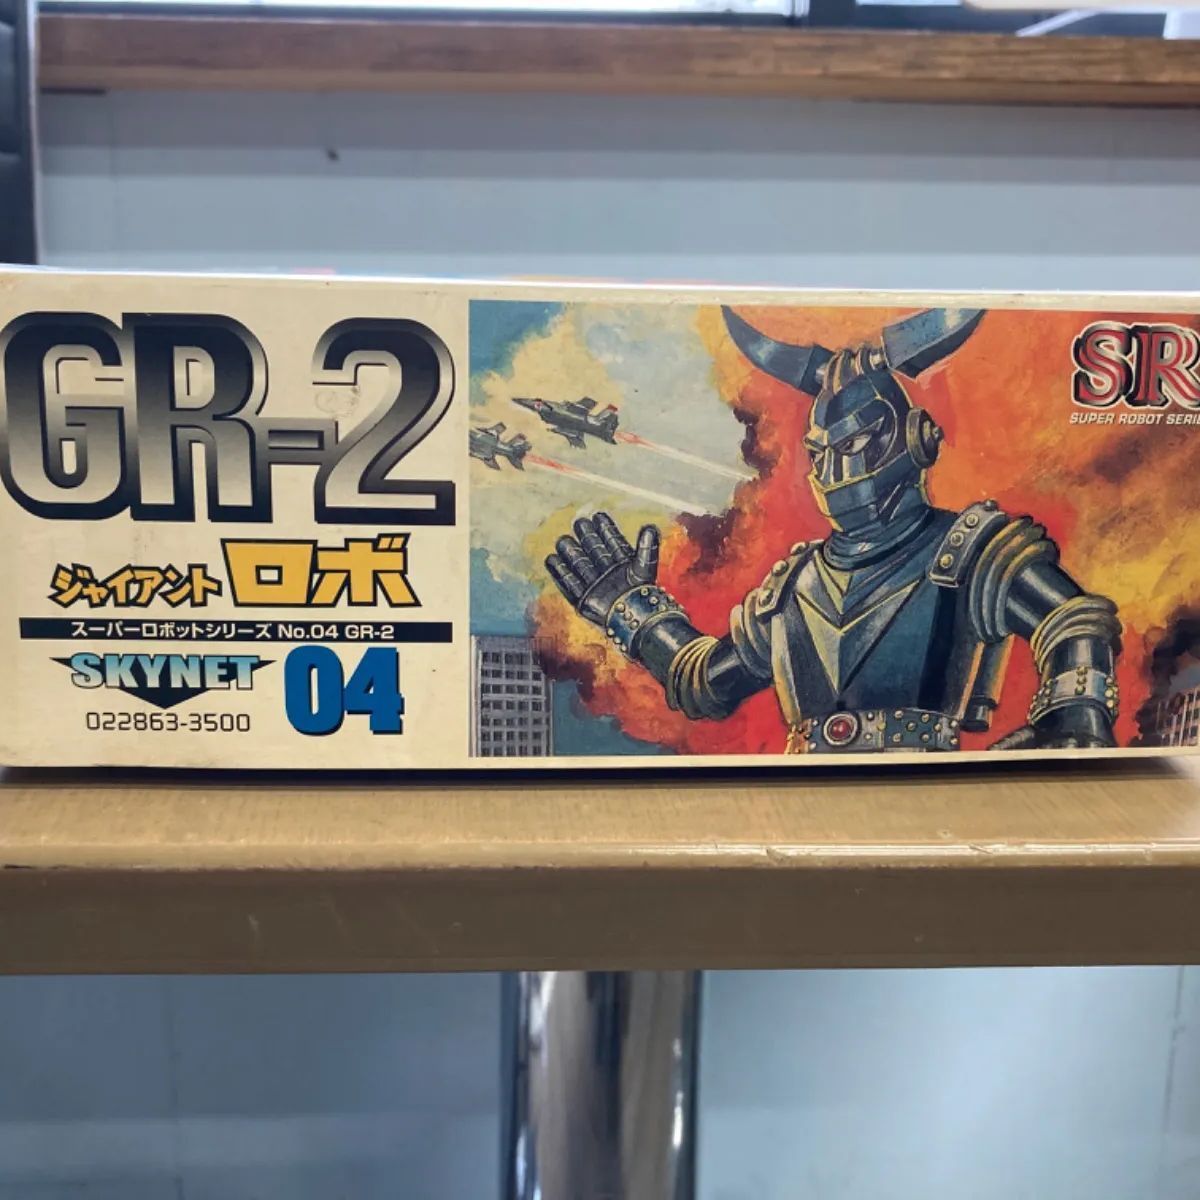 GR-2
ジャイアント ロボ
スーパーロボットシリーズ No.04 GR-2
SKYNET 04
022863-3500
SR
SUPER ROBOT SERIE